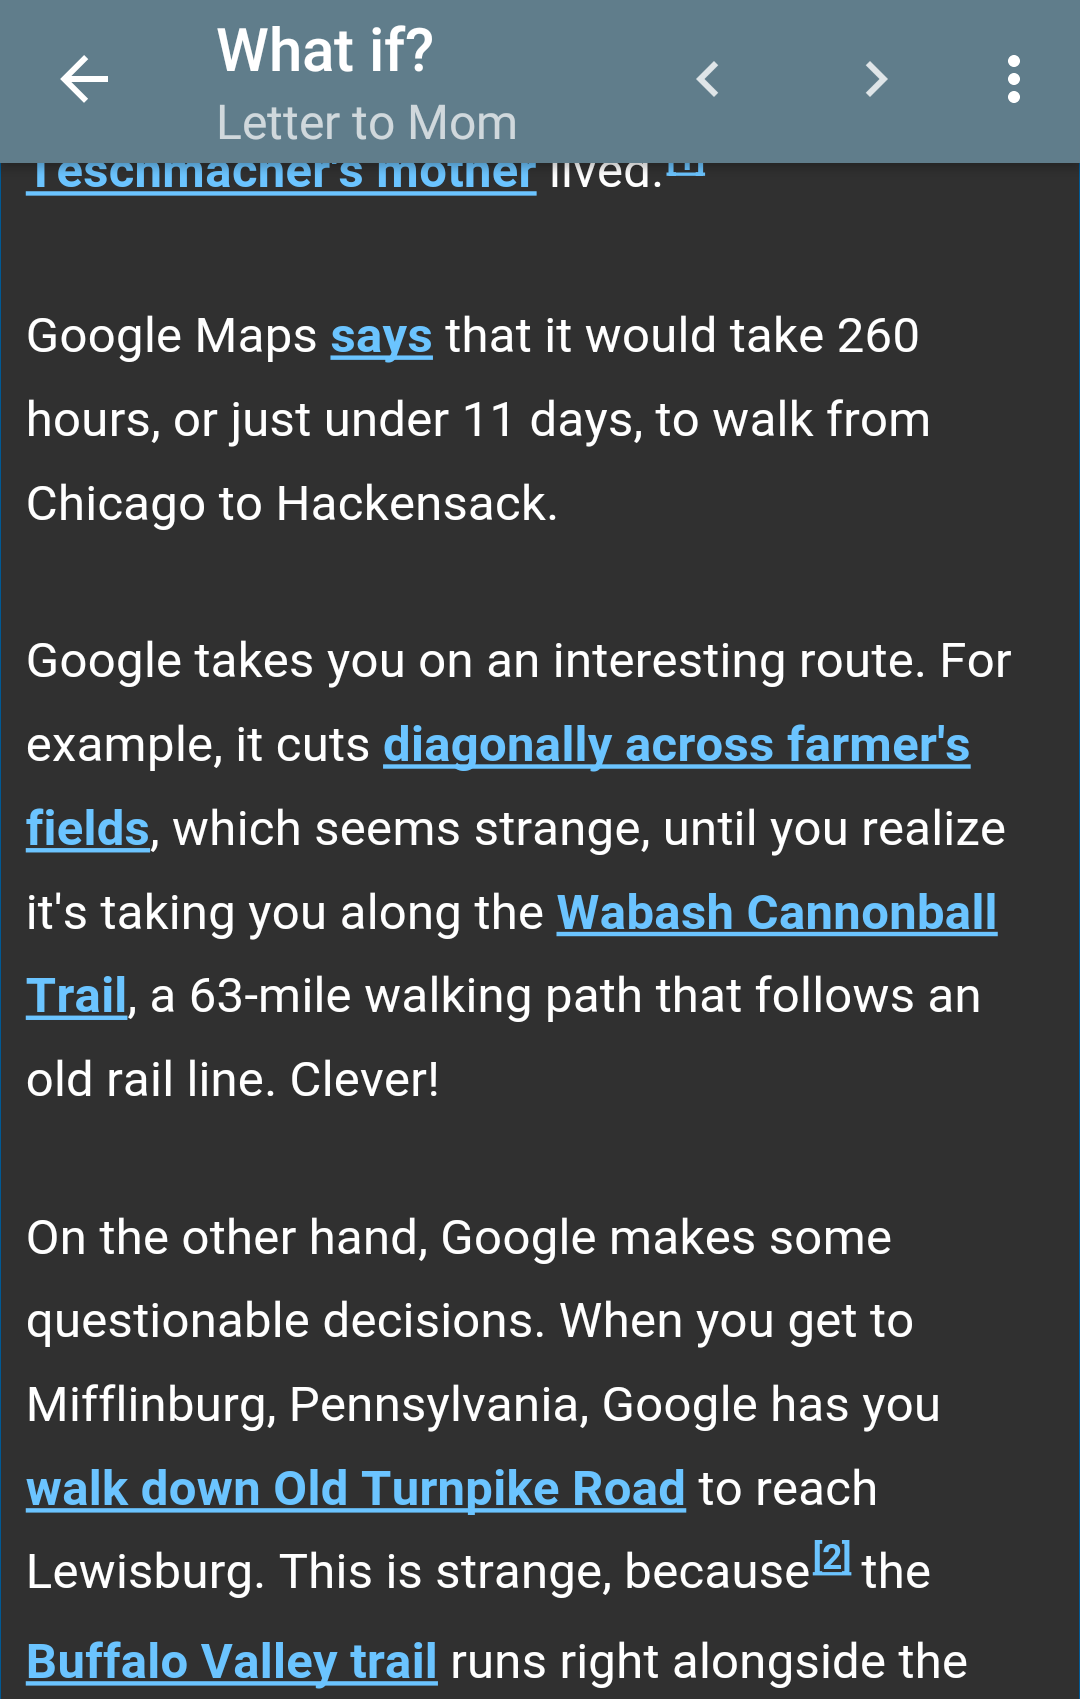 What if?
Letter to Mom
Teschmacher's mother lived.[1]
Google Maps says that it would take 260
hours, or just under 11 days, to walk from
Chicago to Hackensack.
Google takes you on an interesting route. For
example, it cuts diagonally across farmer's
fields, which seems strange, until you realize
it's taking you along the Wabash Cannonball
Trail, a 63-mile walking path that follows an
old rail line. Clever!
On the other hand, Google makes some
questionable decisions. When you get to
Mifflinburg, Pennsylvania, Google has you
walk down Old Turnpike Road to reach
Lewisburg. This is strange, because[2] the
Buffalo Valley trail runs right alongside the